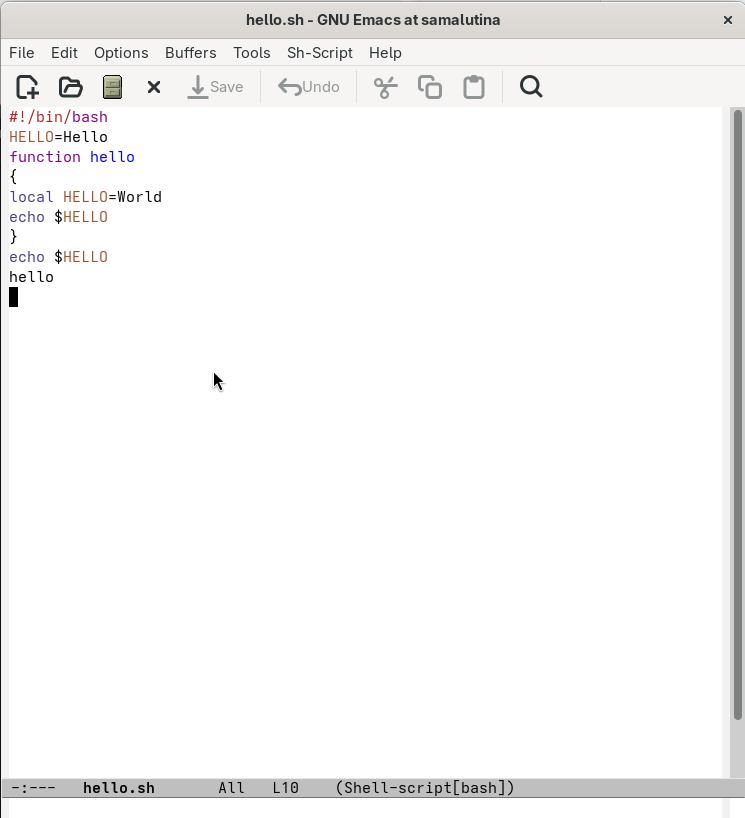 hello.sh - GNU Emacs at samalutina
File Edit Options Buffers Tools Sh-Script Help
Save Undo
#!/bin/bash
HELLO=Hello
function hello
{
local HELLO=World
echo $HELLO
}
echo $HELLO
hello
-:--- hello.sh All L10 (Shell-script[bash])